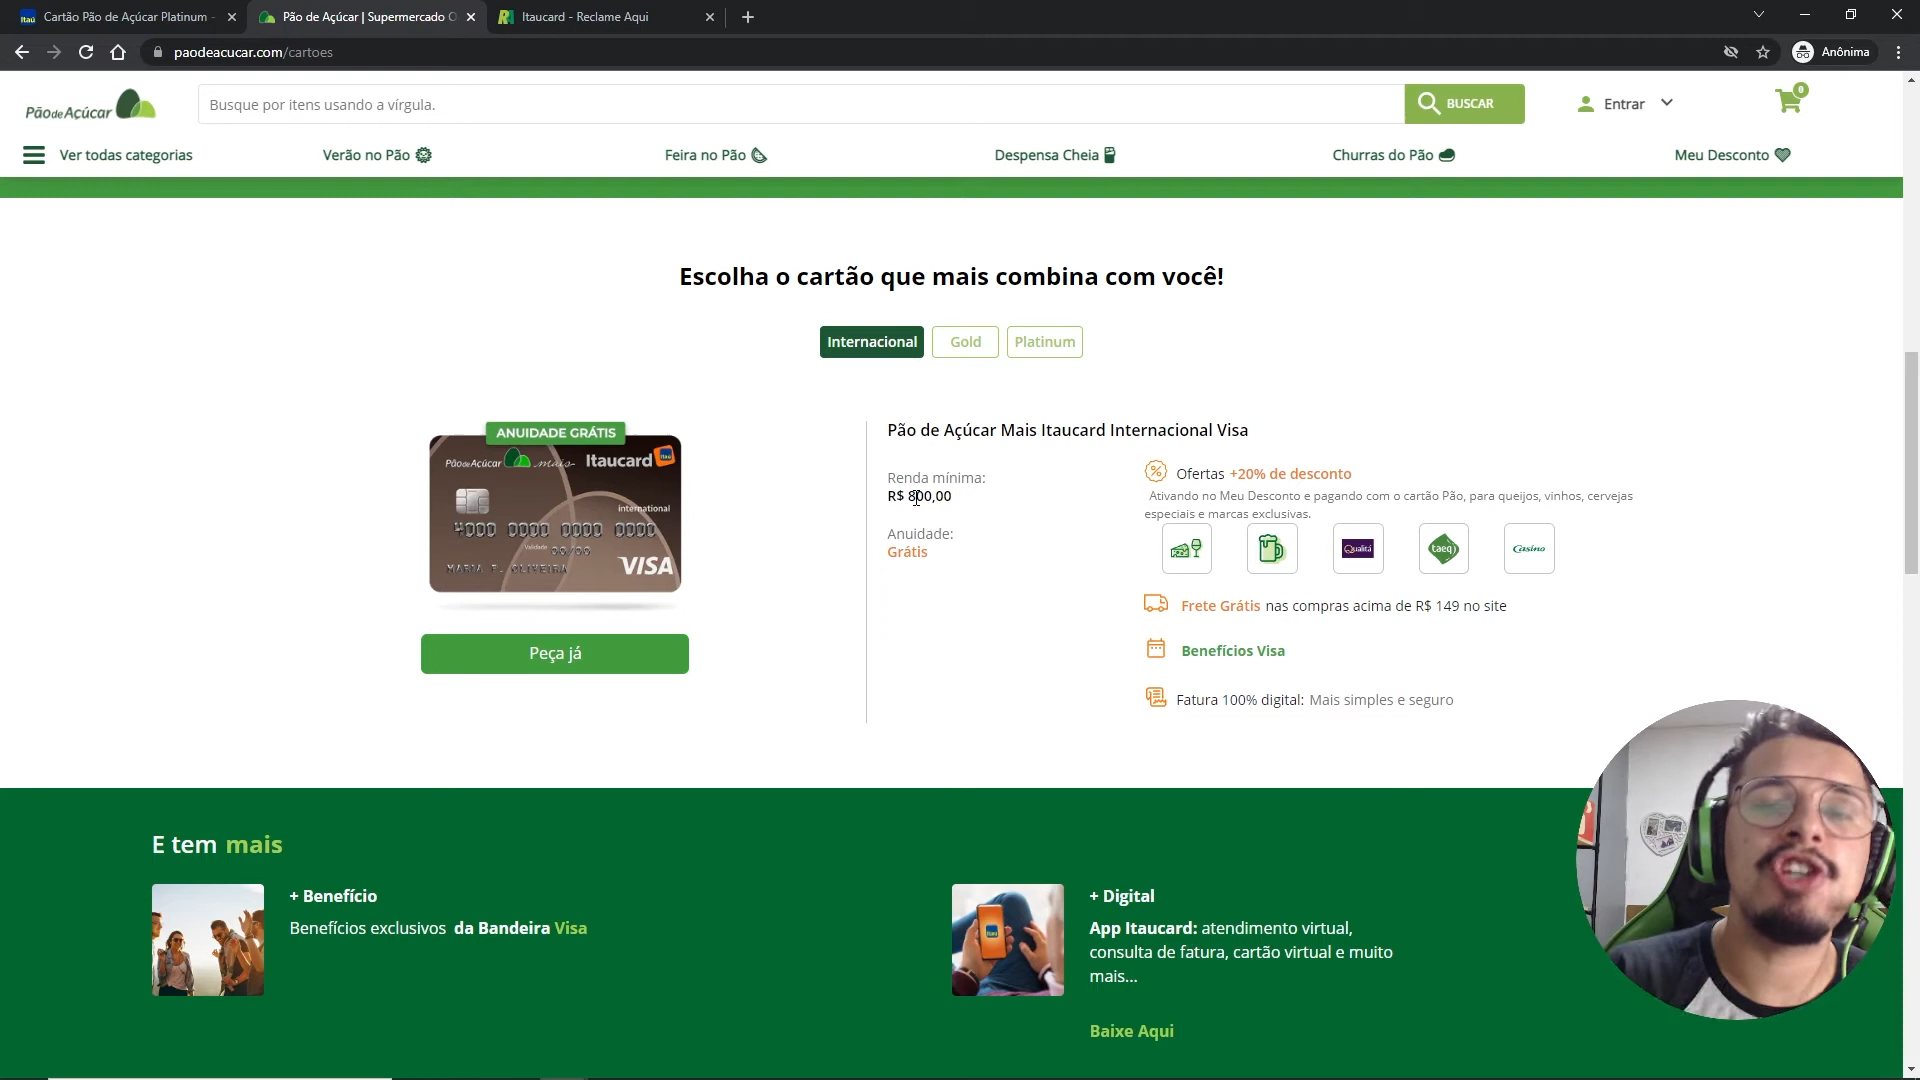 Cartão Pão de Açúcar Platinum -
Pão de Açúcar | Supermercado O
Itaucard - Reclame Aqui
paodeacucar.com/cartoes
Anônima
Pão de Açúcar
Busque por itens usando a vírgula.
BUSCAR
Entrar
0
Ver todas categorias
Verão no Pão
Feira no Pão
Despensa Cheia
Churras do Pão
Meu Desconto
Escolha o cartão que mais combina com você!
Internacional
Gold
Platinum
ANUIDADE GRÁTIS
Pão de Açúcar mais Itaucard Itaú
international
4000 0000 0000 0000
Validade 00/00
MARIA F. OLIVEIRA
VISA
Peça já
Pão de Açúcar Mais Itaucard Internacional Visa
Renda mínima:
R$ 800,00
Anuidade:
Grátis
Ofertas +20% de desconto
Ativando no Meu Desconto e pagando com o cartão Pão, para queijos, vinhos, cervejas
especiais e marcas exclusivas.
Qualitá
taeq
Casino
Frete Grátis nas compras acima de R$ 149 no site
Benefícios Visa
Fatura 100% digital: Mais simples e seguro
E tem mais
+ Benefício
Benefícios exclusivos da Bandeira Visa
+ Digital
App Itaucard: atendimento virtual,
consulta de fatura, cartão virtual e muito
mais...
Baixe Aqui